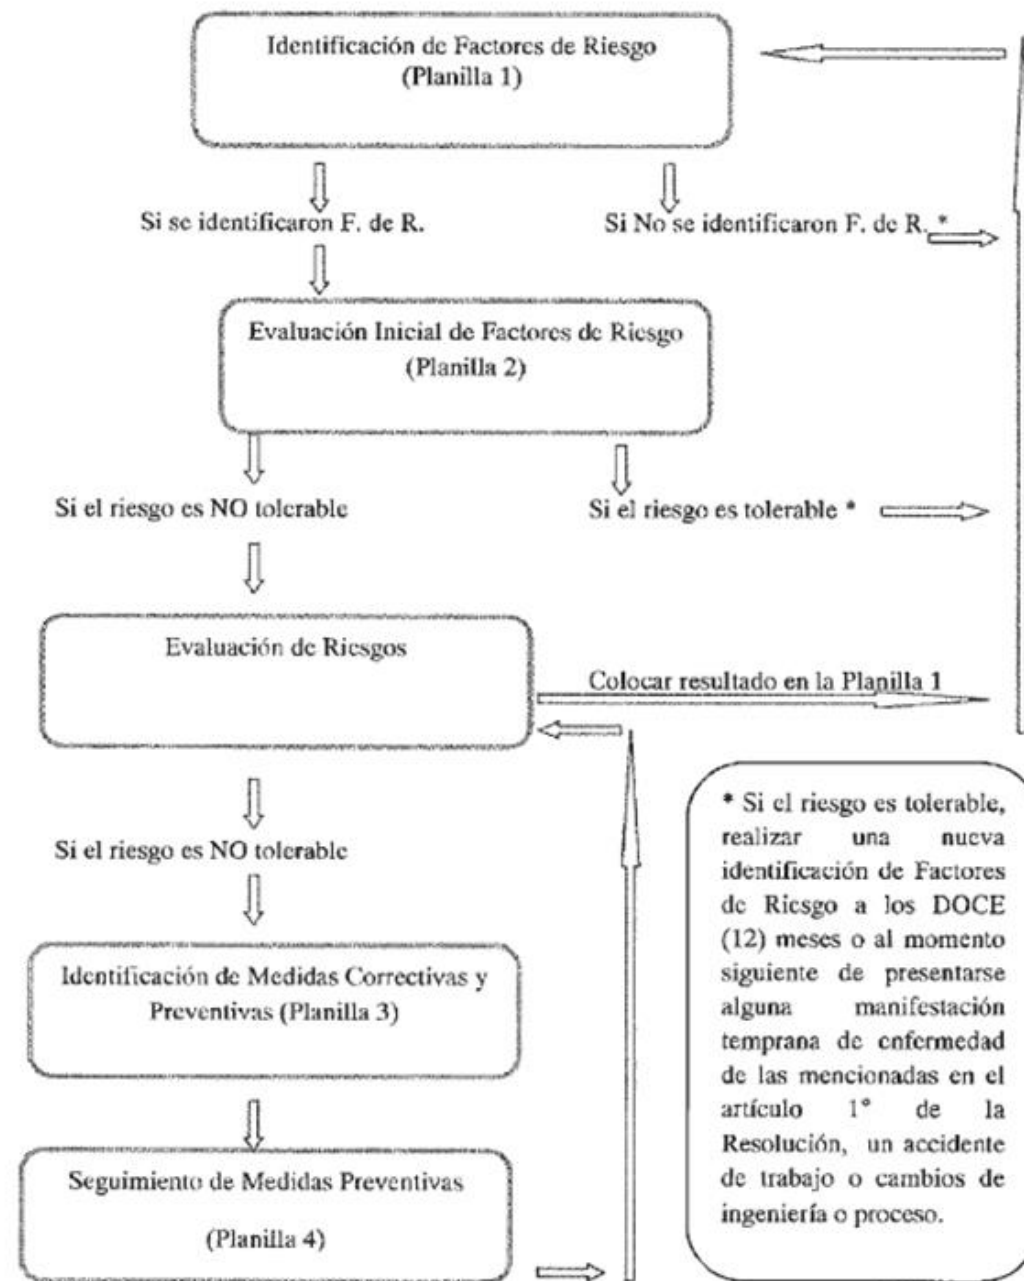 Identificación de Factores de Riesgo
(Planilla 1)
Si se identificaron F. de R.
Si No se identificaron F. de R. *
Evaluación Inicial de Factores de Riesgo
(Planilla 2)
Si el riesgo es NO tolerable
Si el riesgo es tolerable *
Evaluación de Riesgos
Colocar resultado en la Planilla 1
Si el riesgo es NO tolerable
Identificación de Medidas Correctivas y
Preventivas (Planilla 3)
Seguimiento de Medidas Preventivas
(Planilla 4)
* Si el riesgo es tolerable,
realizar una nueva
identificación de Factores
de Riesgo a los DOCE
(12) meses o al momento
siguiente de presentarse
alguna manifestación
temprana de enfermedad
de las mencionadas en el
artículo 1° de la
Resolución, un accidente
de trabajo o cambios de
ingeniería o proceso.